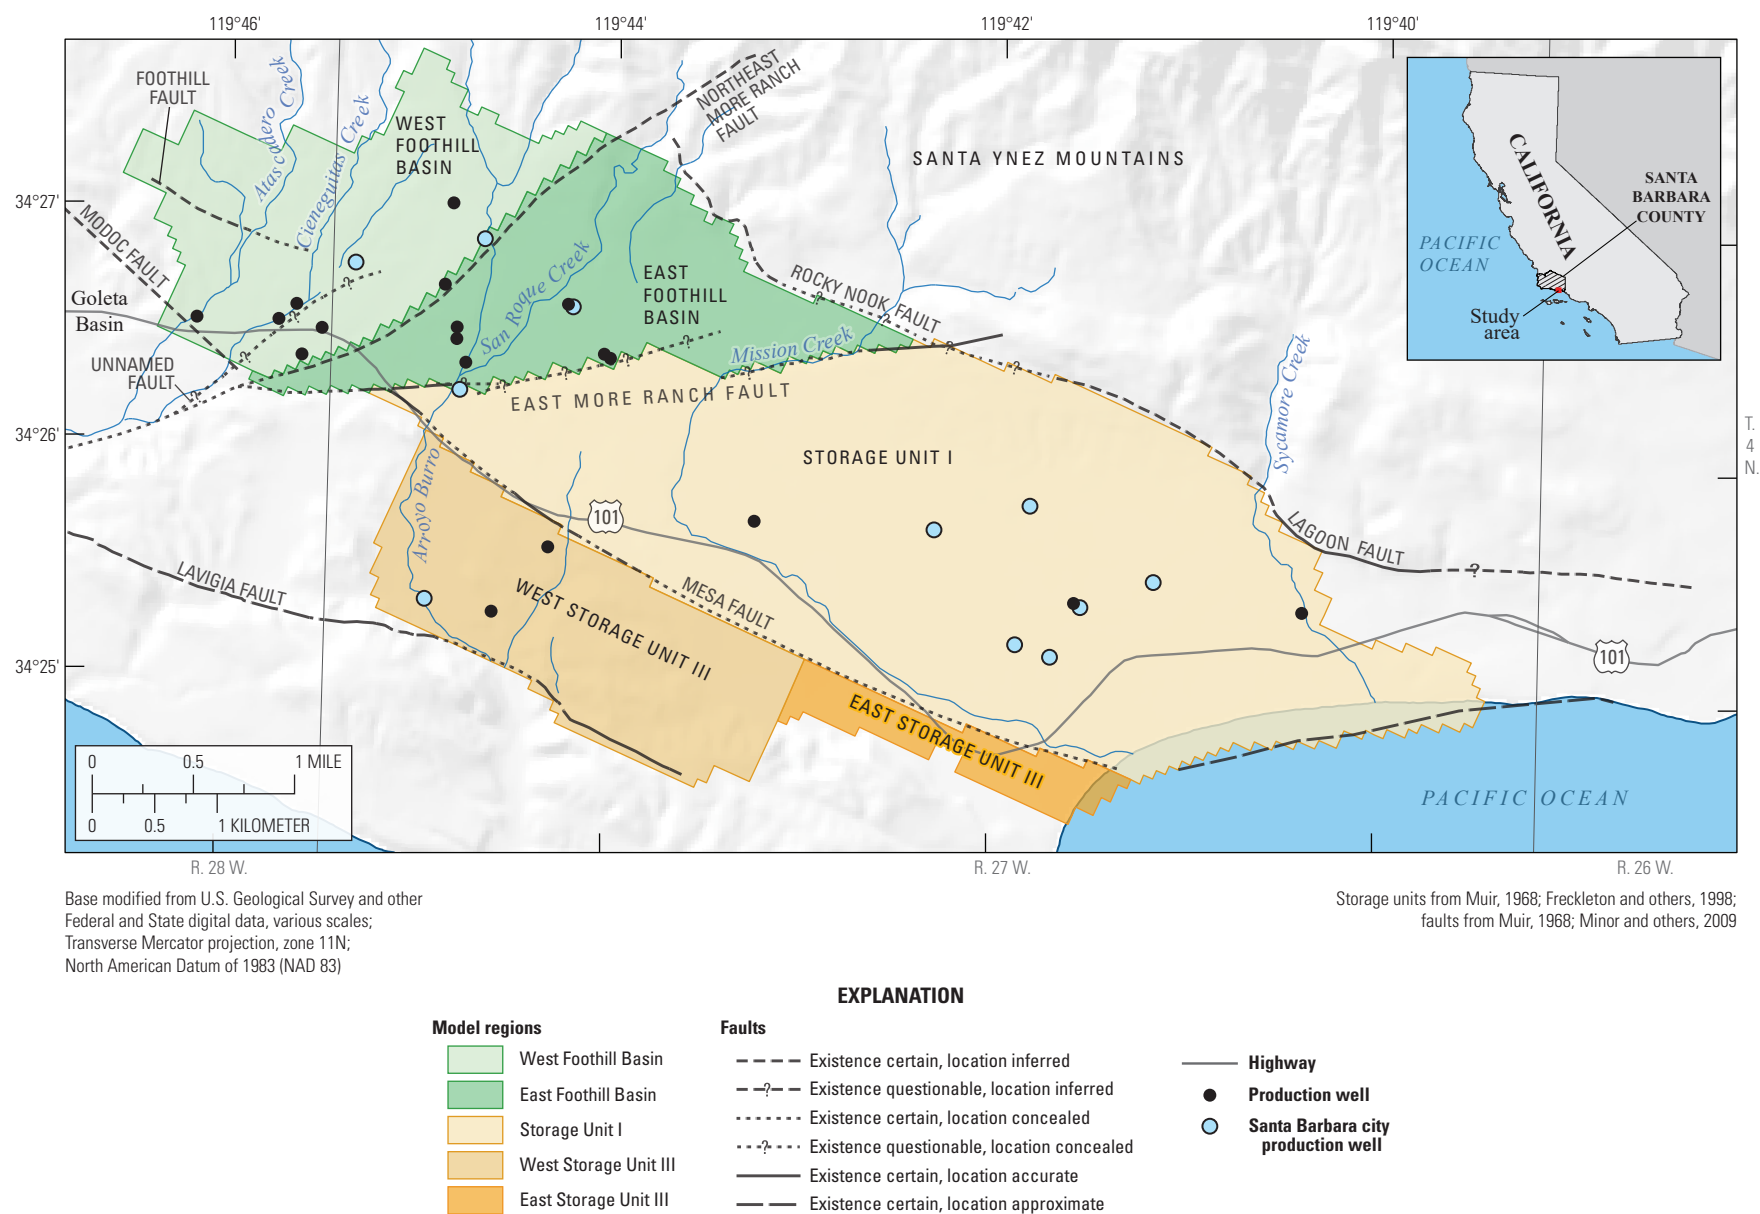 119°46'
119°44'
119°42'
119°40'
FOOTHILL
FAULT
Atascadero Creek
Cieneguitas Creek
WEST
FOOTHILL
BASIN
NORTHEAST
MORE RANCH
FAULT
SANTA YNEZ MOUNTAINS
CALIFORNIA
SANTA
BARBARA
COUNTY
PACIFIC
OCEAN
Study
area
34°27'
MODOC FAULT
Goleta
Basin
UNNAMED
FAULT
?
?
?
?
San Roque Creek
EAST
FOOTHILL
BASIN
ROCKY NOOK FAULT
?
?
Mission Creek
?
?
?
?
?
?
?
?
EAST MORE RANCH FAULT
34°26'
Sycamore Creek
T.
4
N.
STORAGE UNIT I
Arroyo Burro
101
LAGOON FAULT
?
LAVIGIA FAULT
WEST STORAGE UNIT III
MESA FAULT
34°25'
101
EAST STORAGE UNIT III
PACIFIC OCEAN
0
0.5
1 MILE
0
0.5
1 KILOMETER
R. 28 W.
R. 27 W.
R. 26 W.
Base modified from U.S. Geological Survey and other
Federal and State digital data, various scales;
Transverse Mercator projection, zone 11N;
North American Datum of 1983 (NAD 83)
Storage units from Muir, 1968; Freckleton and others, 1998;
faults from Muir, 1968; Minor and others, 2009
EXPLANATION
Model regions
West Foothill Basin
East Foothill Basin
Storage Unit I
West Storage Unit III
East Storage Unit III
Faults
Existence certain, location inferred
?
Existence questionable, location inferred
Existence certain, location concealed
?
Existence questionable, location concealed
Existence certain, location accurate
Existence certain, location approximate
Highway
Production well
Santa Barbara city
production well